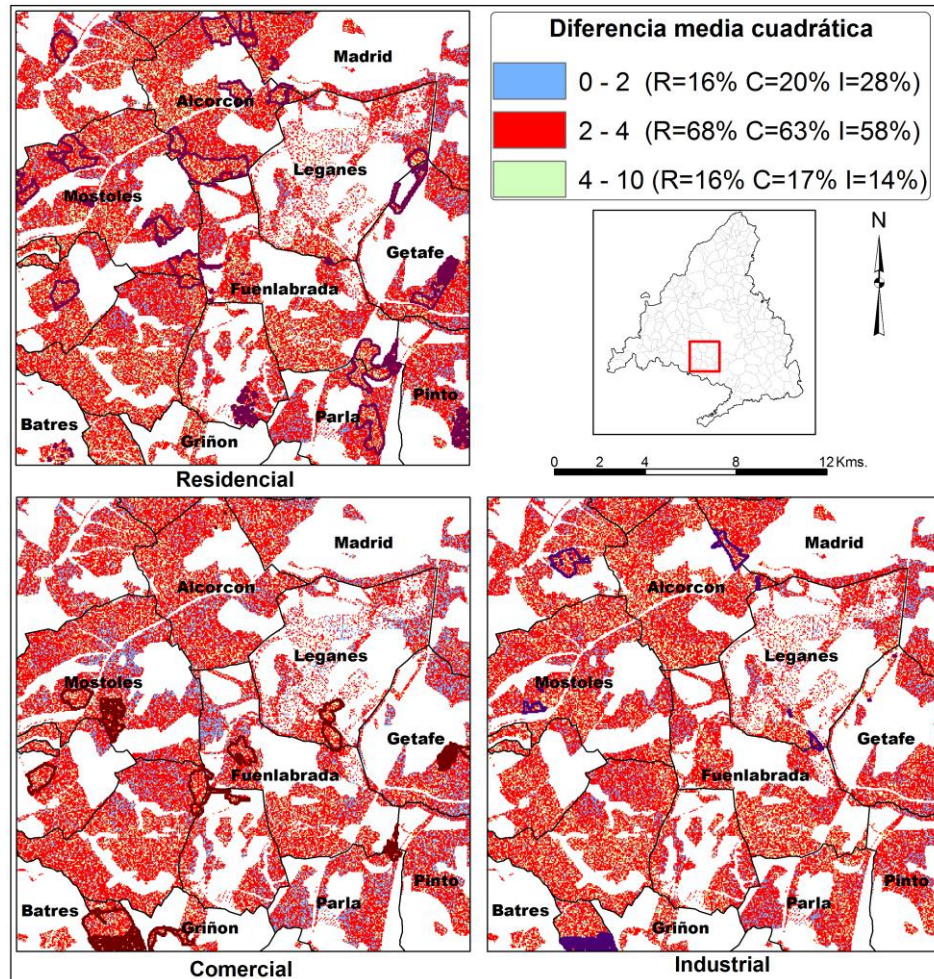 Diferencia media cuadrática
0 - 2 (R=16% C=20% I=28%)
2 - 4 (R=68% C=63% I=58%)
4 - 10 (R=16% C=17% I=14%)
N
0 2 4 6 8 12 Kms.
Madrid
Alcorcon
Leganes
Mostoles
Getafe
Fuenlabrada
Batres
Griñon
Parla
Pinto
Residencial
Madrid
Alcorcon
Leganes
Mostoles
Getafe
Fuenlabrada
Batres
Griñon
Parla
Pinto
Comercial
Madrid
Alcorcon
Leganes
Mostoles
Getafe
Fuenlabrada
Batres
Griñon
Parla
Pinto
Industrial